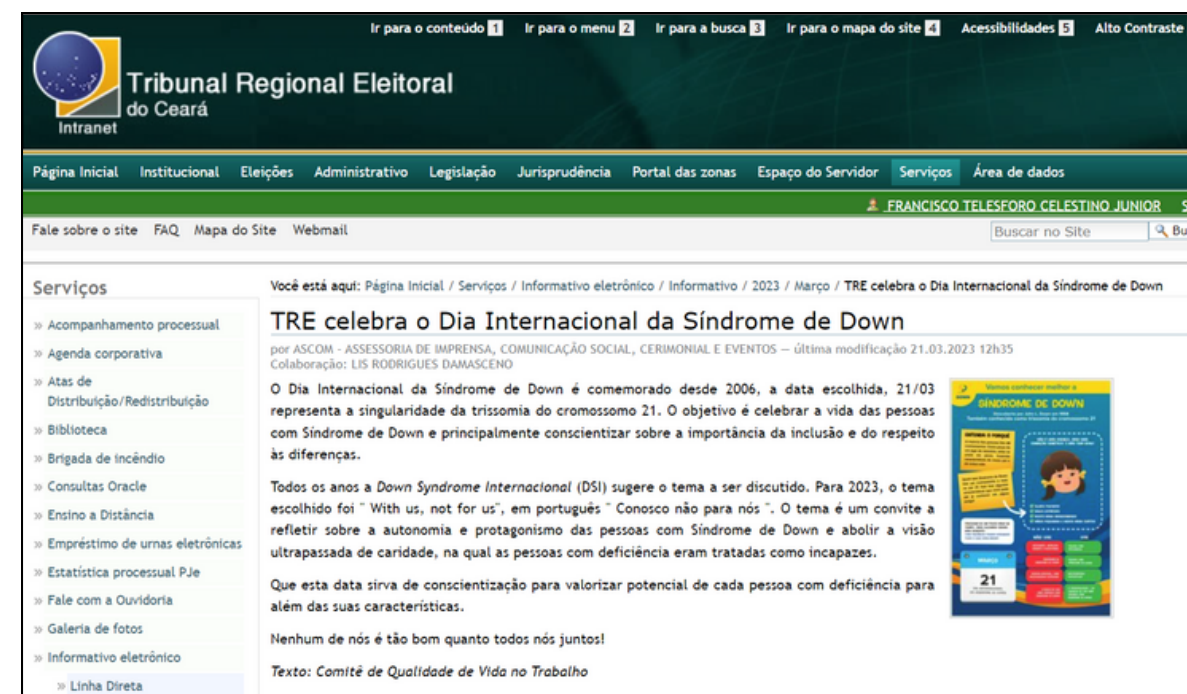 Ir para o conteúdo 1 Ir para o menu 2 Ir para a busca 3 Ir para o mapa do site 4 Acessibilidades 5 Alto Contraste
Tribunal Regional Eleitoral
do Ceará
Intranet
Página Inicial Institucional Eleições Administrativo Legislação Jurisprudência Portal das zonas Espaço do Servidor Serviços Área de dados
FRANCISCO TELESFORO CELESTINO JUNIOR S
Fale sobre o site FAQ Mapa do Site Webmail Buscar no Site Bu
Serviços
» Acompanhamento processual
» Agenda corporativa
» Atas de
Distribuição/Redistribuição
» Biblioteca
» Brigada de incêndio
» Consultas Oracle
» Ensino a Distância
» Empréstimo de urnas eletrônicas
» Estatística processual PJe
» Fale com a Ouvidoria
» Galeria de fotos
» Informativo eletrônico
» Linha Direta
Você está aqui: Página Inicial / Serviços / Informativo eletrônico / Informativo / 2023 / Março / TRE celebra o Dia Internacional da Síndrome de Down
TRE celebra o Dia Internacional da Síndrome de Down
por ASCOM - ASSESSORIA DE IMPRENSA, COMUNICAÇÃO SOCIAL, CERIMONIAL E EVENTOS — última modificação 21.03.2023 12h35
Colaboração: LIS RODRIGUES DAMASCENO
O Dia Internacional da Síndrome de Down é comemorado desde 2006, a data escolhida, 21/03
representa a singularidade da trissomia do cromossomo 21. O objetivo é celebrar a vida das pessoas
com Síndrome de Down e principalmente conscientizar sobre a importância da inclusão e do respeito
às diferenças.
Todos os anos a Down Syndrome Internacional (DSI) sugere o tema a ser discutido. Para 2023, o tema
escolhido foi " With us, not for us", em português " Conosco não para nós ". O tema é um convite a
refletir sobre a autonomia e protagonismo das pessoas com Síndrome de Down e abolir a visão
ultrapassada de caridade, na qual as pessoas com deficiência eram tratadas como incapazes.
Que esta data sirva de conscientização para valorizar potencial de cada pessoa com deficiência para
além das suas características.
Nenhum de nós é tão bom quanto todos nós juntos!
Texto: Comitê de Qualidade de Vida no Trabalho
Vamos conhecer melhor a
SÍNDROME DE DOWN
MARÇO
21